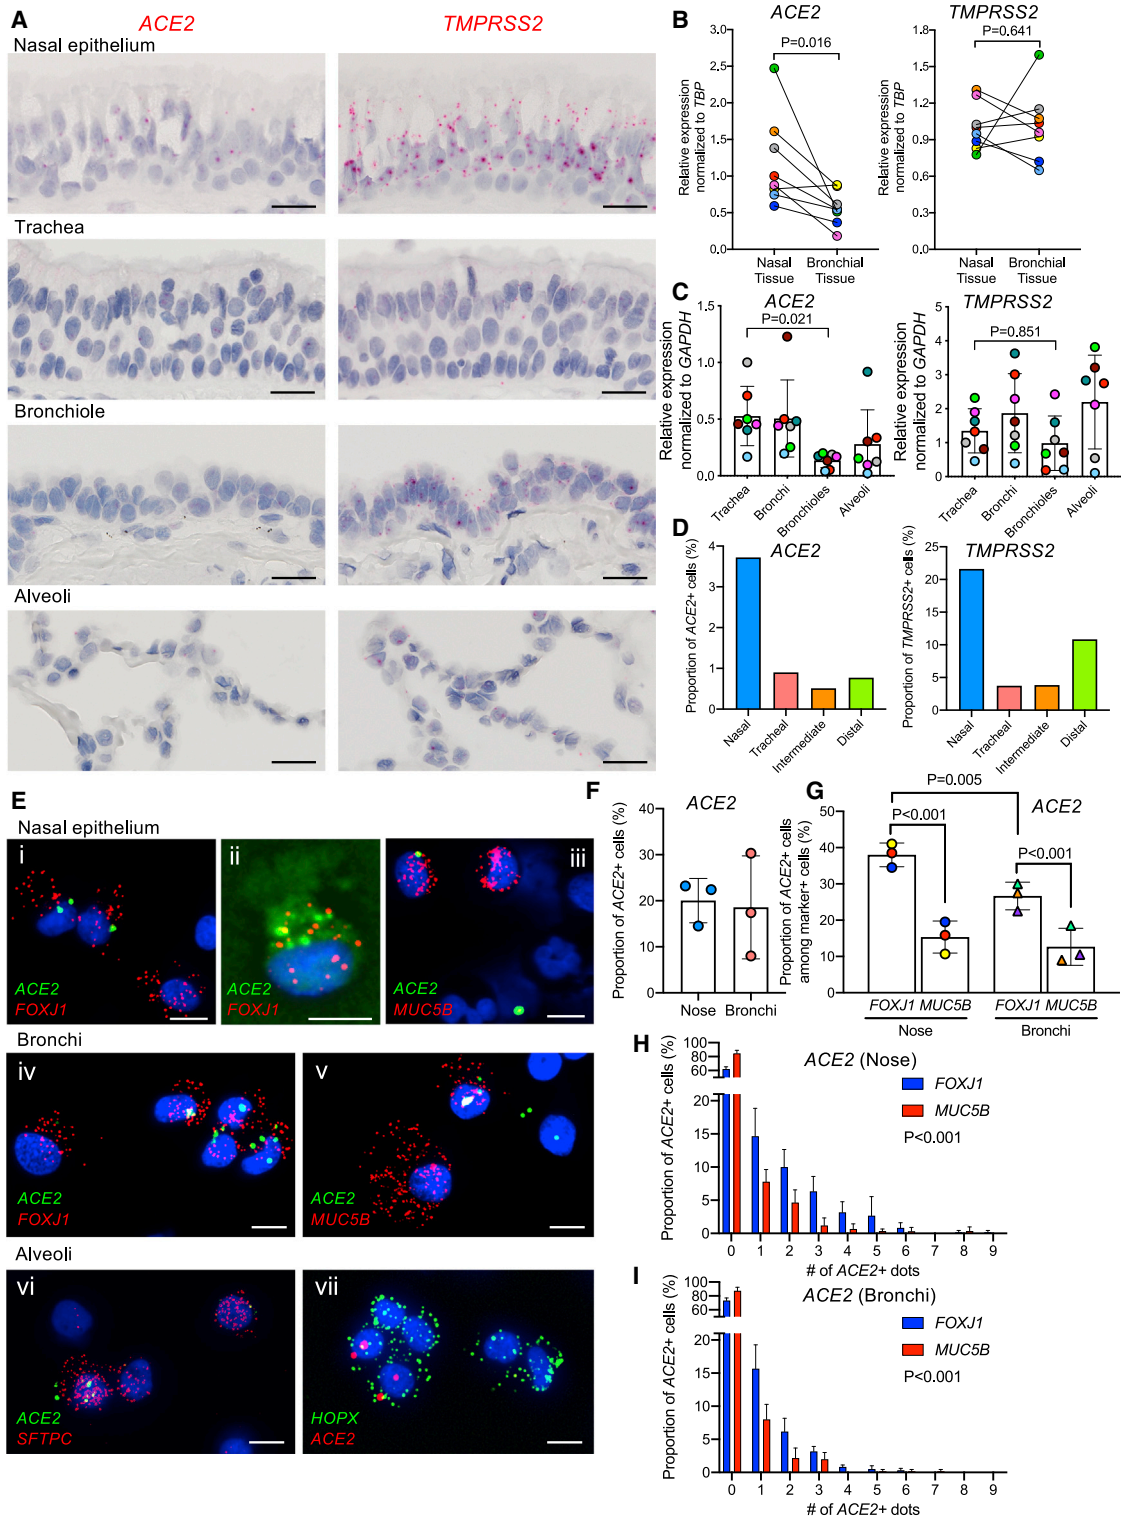 A
ACE2
TMPRSS2
Nasal epithelium
Trachea
Bronchiole
Alveoli
B
ACE2
P=0.016
Relative expression
normalized to TBP
3.0
2.5
2.0
1.5
1.0
0.5
0.0
Nasal
Tissue
Bronchial
Tissue
TMPRSS2
P=0.641
Relative expression
normalized to TBP
1.8
1.5
1.2
0.9
0.6
0.3
0.0
Nasal
Tissue
Bronchial
Tissue
C
ACE2
P=0.021
Relative expression
normalized to GAPDH
1.5
1.0
0.5
0.0
Trachea
Bronchi
Bronchioles
Alveoli
TMPRSS2
P=0.851
Relative expression
normalized to GAPDH
5
4
3
2
1
0
Trachea
Bronchi
Bronchioles
Alveoli
D
ACE2
Proportion of ACE2+ cells (%)
4
3
2
1
0
Nasal
Tracheal
Intermediate
Distal
TMPRSS2
Proportion of TMPRSS2+ cells (%)
25
20
15
10
5
0
Nasal
Tracheal
Intermediate
Distal
E
Nasal epithelium
i
ACE2
FOXJ1
ii
ACE2
FOXJ1
iii
ACE2
MUC5B
Bronchi
iv
ACE2
FOXJ1
v
ACE2
MUC5B
Alveoli
vi
ACE2
SFTPC
vii
HOPX
ACE2
F
ACE2
Proportion of ACE2+ cells (%)
40
30
20
10
0
Nose
Bronchi
G
P=0.005
ACE2
P<0.001
P<0.001
Proportion of ACE2+ cells
among marker+ cells (%)
50
40
30
20
10
0
FOXJ1 MUC5B
FOXJ1 MUC5B
Nose
Bronchi
H
ACE2 (Nose)
FOXJ1
MUC5B
P<0.001
Proportion of ACE2+ cells (%)
100
80
60
20
15
10
5
0
0 1 2 3 4 5 6 7 8 9
# of ACE2+ dots
I
ACE2 (Bronchi)
FOXJ1
MUC5B
P<0.001
Proportion of ACE2+ cells (%)
100
80
60
20
15
10
5
0
0 1 2 3 4 5 6 7 8 9
# of ACE2+ dots